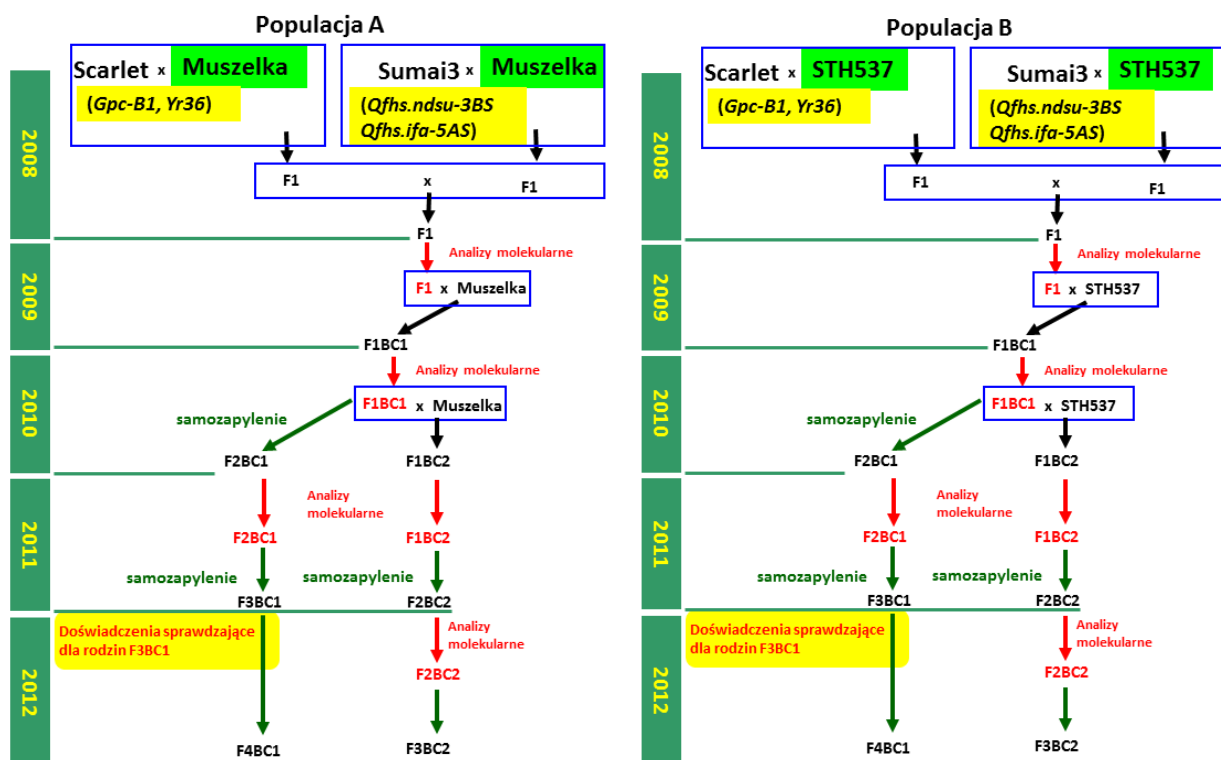 Populacja A
Scarlet x Muszelka
(Gpc-B1, Yr36)
Sumai3 x Muszelka
(Qfhs.ndsu-3BS
Qfhs.ifa-5AS)
2008
F1 x F1
F1
Analizy molekularne
2009
F1 x Muszelka
F1BC1
Analizy molekularne
2010
F1BC1 x Muszelka
samozapylenie
F2BC1
F1BC2
2011
Analizy
molekularne
F2BC1
F1BC2
samozapylenie
samozapylenie
F3BC1
F2BC2
2012
Doświadczenia sprawdzające
dla rodzin F3BC1
Analizy
molekularne
F2BC2
F4BC1
F3BC2
Populacja B
Scarlet x STH537
(Gpc-B1, Yr36)
Sumai3 x STH537
(Qfhs.ndsu-3BS
Qfhs.ifa-5AS)
2008
F1 x F1
F1
Analizy molekularne
2009
F1 x STH537
F1BC1
Analizy molekularne
2010
F1BC1 x STH537
samozapylenie
F2BC1
F1BC2
2011
Analizy
molekularne
F2BC1
F1BC2
samozapylenie
samozapylenie
F3BC1
F2BC2
2012
Doświadczenia sprawdzające
dla rodzin F3BC1
Analizy
molekularne
F2BC2
F4BC1
F3BC2